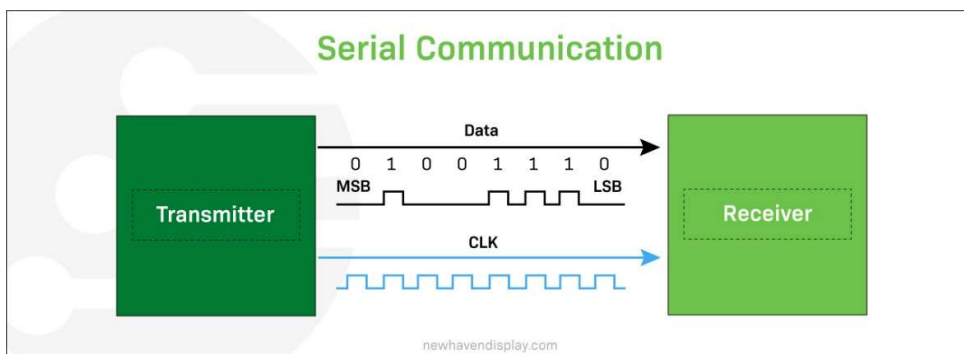 Serial Communication
Data
0 1 0 0 1 1 1 0
MSB LSB
Transmitter
Receiver
CLK
newhavendisplay.com